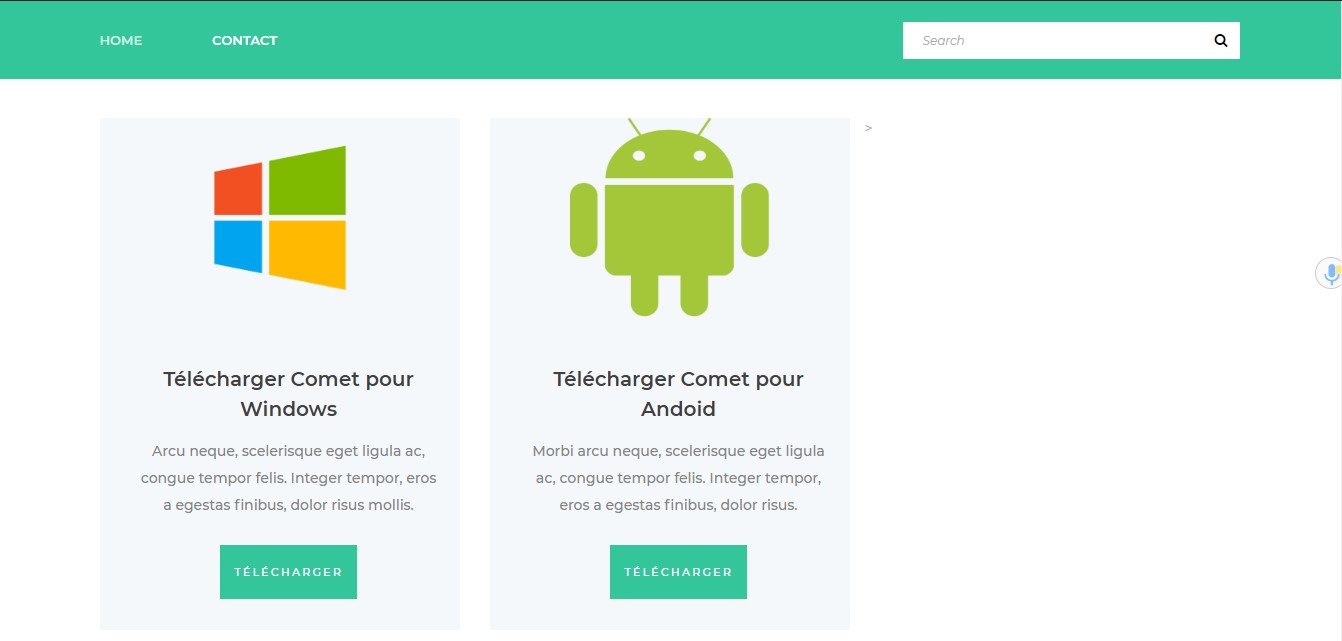 HOME CONTACT Search
>
Télécharger Comet pour
Windows
Arcu neque, scelerisque eget ligula ac,
congue tempor felis. Integer tempor, eros
a egestas finibus, dolor risus mollis.
TÉLÉCHARGER
Télécharger Comet pour
Andoid
Morbi arcu neque, scelerisque eget ligula
ac, congue tempor felis. Integer tempor,
eros a egestas finibus, dolor risus.
TÉLÉCHARGER